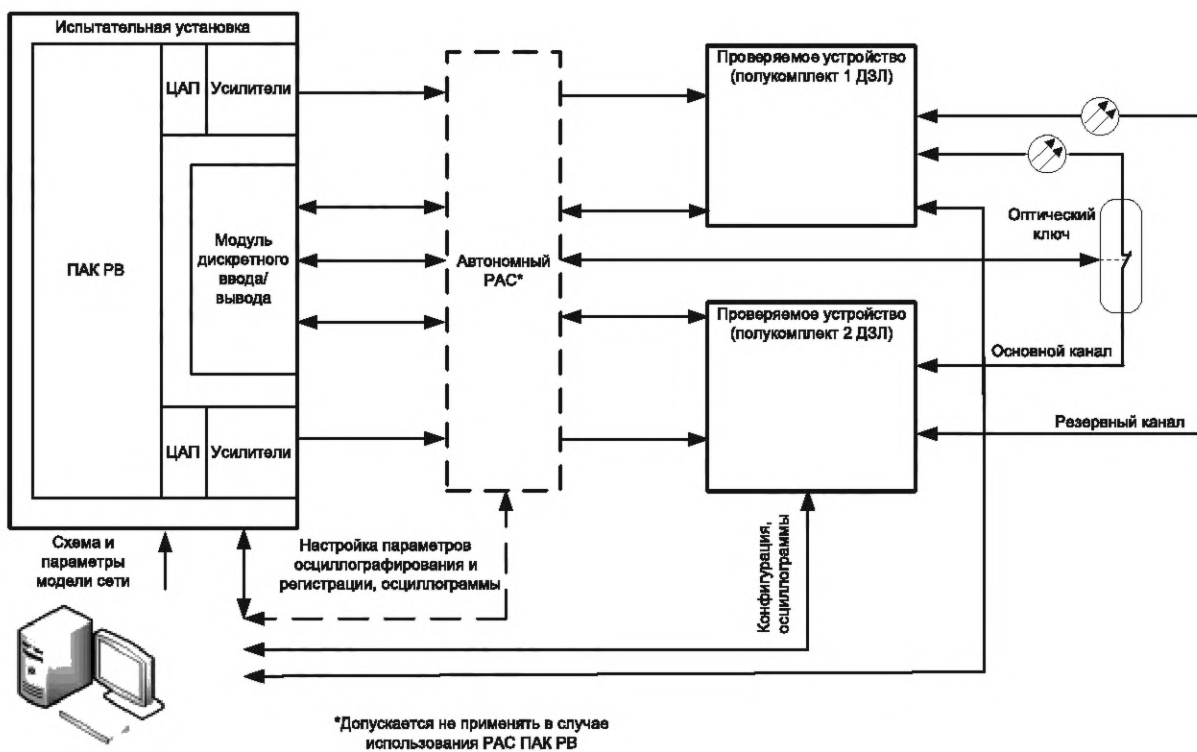 Испытательная установка
ЦАП
Усилители
ПАК РВ
Модуль
дискретного
ввода/
вывода
ЦАП
Усилители
Автономный
РАС*
Проверяемое устройство
(полукомплект 1 ДЗЛ)
Оптический
ключ
Проверяемое устройство
(полукомплект 2 ДЗЛ)
Основной канал
Резервный канал
Схема и
параметры
модели сети
Настройка параметров
осциллографирования и
регистрации, осциллограммы
Конфигурация,
осциллограммы
*Допускается не применять в случае
использования РАС ПАК РВ